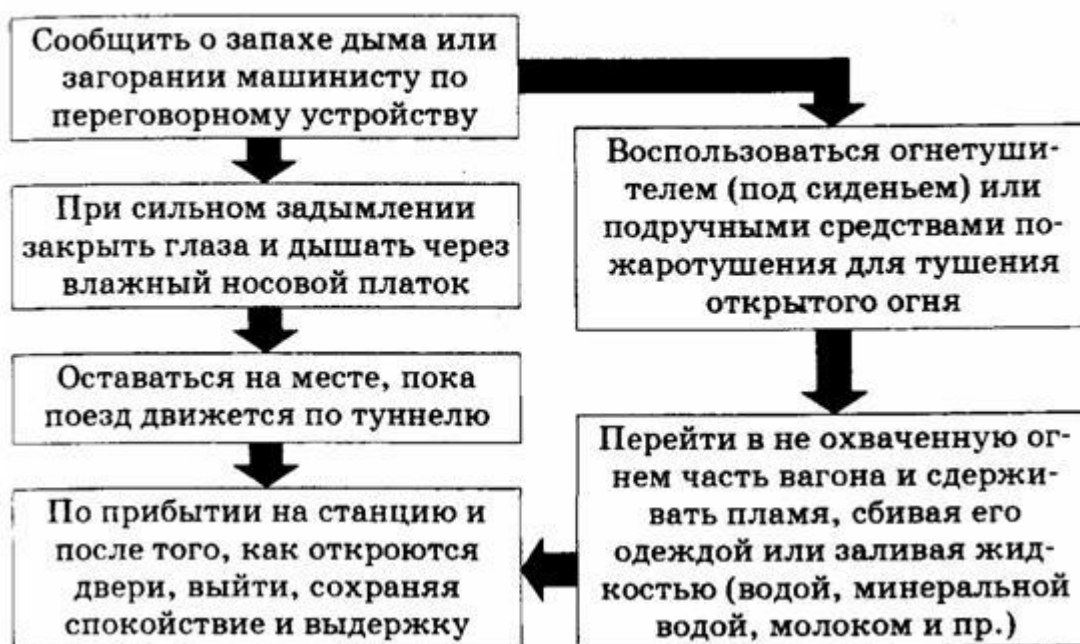 Сообщить о запахе дыма или
загорании машинисту по
переговорному устройству
При сильном задымлении
закрыть глаза и дышать через
влажный носовой платок
Оставаться на месте, пока
поезд движется по туннелю
По прибытии на станцию и
после того, как откроются
двери, выйти, сохраняя
спокойствие и выдержку
Воспользоваться огнетуши-
телем (под сиденьем) или
подручными средствами по-
жаротушения для тушения
открытого огня
Перейти в не охваченную ог-
нем часть вагона и сдержи-
вать пламя, сбивая его
одеждой или заливая жид-
костью (водой, минеральной
водой, молоком и пр.)